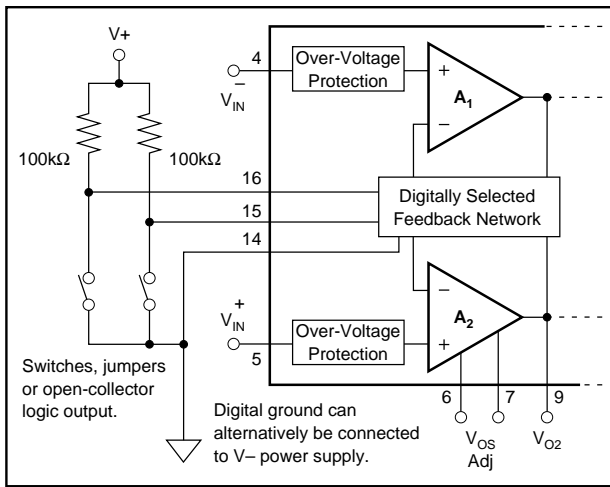 V+
100kΩ
100kΩ
4
V–IN
Over-Voltage
Protection
+
A1
–
16
15
14
Digitally Selected
Feedback Network
–
A2
+
V+IN
5
Over-Voltage
Protection
6
7
9
VOS
Adj
VO2
Switches, jumpers
or open-collector
logic output.
Digital ground can
alternatively be connected
to V– power supply.